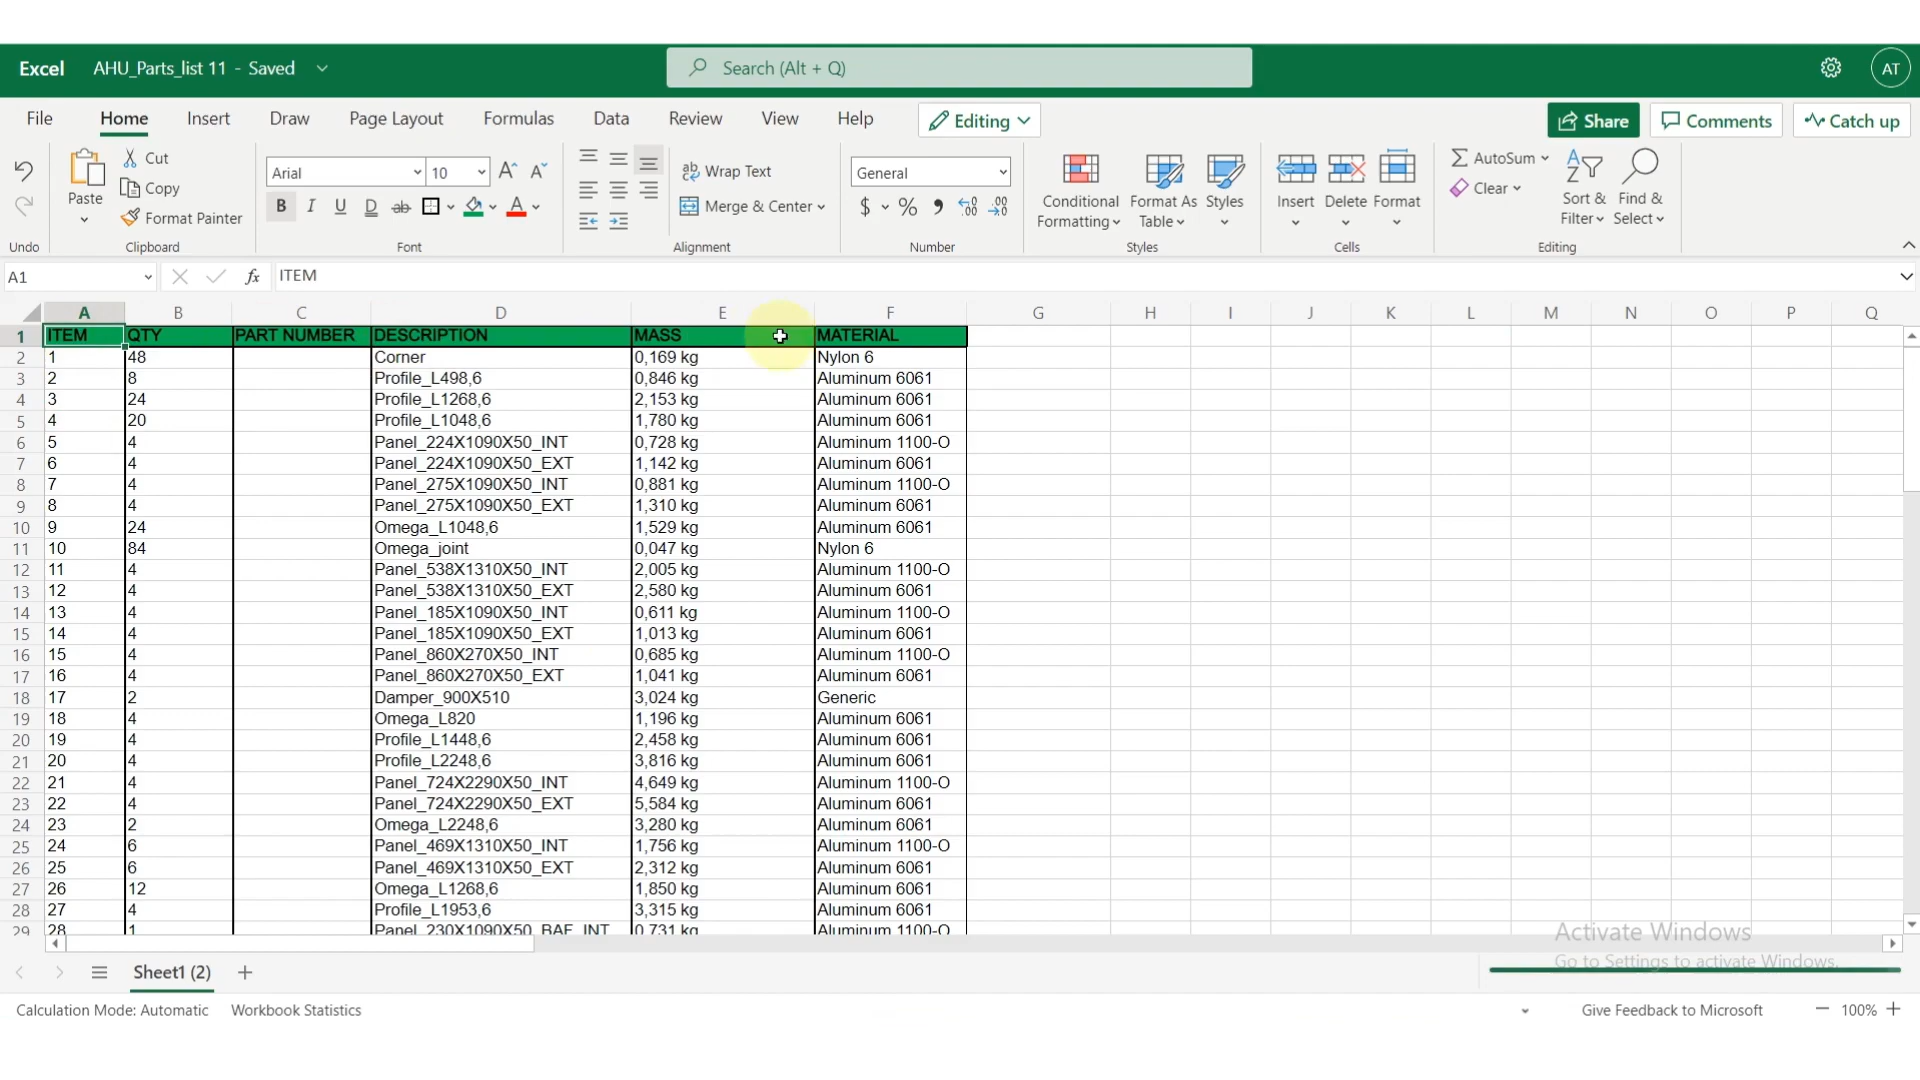 Excel AHU_Parts_list 11 - Saved Search (Alt + Q) AT
File Home Insert Draw Page Layout Formulas Data Review View Help Editing Share Comments Catch up
Cut AutoSum
Arial 10 Wrap Text General
Paste Copy Clear
Conditional Formatting Format As Table Styles Insert Delete Format Sort & Filter Find & Select
Format Painter B I U D ab A Merge & Center $ % , .00
Undo Clipboard Font Alignment Number Styles Cells Editing
A1 fx ITEM
A B C D E F G H I J K L M N O P Q
1 ITEM QTY PART NUMBER DESCRIPTION MASS MATERIAL
2 1 48 Corner 0,169 kg Nylon 6
3 2 8 Profile_L498,6 0,846 kg Aluminum 6061
4 3 24 Profile_L1268,6 2,153 kg Aluminum 6061
5 4 20 Profile_L1048,6 1,780 kg Aluminum 6061
6 5 4 Panel_224X1090X50_INT 0,728 kg Aluminum 1100-O
7 6 4 Panel_224X1090X50_EXT 1,142 kg Aluminum 6061
8 7 4 Panel_275X1090X50_INT 0,881 kg Aluminum 1100-O
9 8 4 Panel_275X1090X50_EXT 1,310 kg Aluminum 6061
10 9 24 Omega_L1048,6 1,529 kg Aluminum 6061
11 10 84 Omega_joint 0,047 kg Nylon 6
12 11 4 Panel_538X1310X50_INT 2,005 kg Aluminum 1100-O
13 12 4 Panel_538X1310X50_EXT 2,580 kg Aluminum 6061
14 13 4 Panel_185X1090X50_INT 0,611 kg Aluminum 1100-O
15 14 4 Panel_185X1090X50_EXT 1,013 kg Aluminum 6061
16 15 4 Panel_860X270X50_INT 0,685 kg Aluminum 1100-O
17 16 4 Panel_860X270X50_EXT 1,041 kg Aluminum 6061
18 17 2 Damper_900X510 3,024 kg Generic
19 18 4 Omega_L820 1,196 kg Aluminum 6061
20 19 4 Profile_L1448,6 2,458 kg Aluminum 6061
21 20 4 Profile_L2248,6 3,816 kg Aluminum 6061
22 21 4 Panel_724X2290X50_INT 4,649 kg Aluminum 1100-O
23 22 4 Panel_724X2290X50_EXT 5,584 kg Aluminum 6061
24 23 2 Omega_L2248,6 3,280 kg Aluminum 6061
25 24 6 Panel_469X1310X50_INT 1,756 kg Aluminum 1100-O
26 25 6 Panel_469X1310X50_EXT 2,312 kg Aluminum 6061
27 26 12 Omega_L1268,6 1,850 kg Aluminum 6061
28 27 4 Profile_L1953,6 3,315 kg Aluminum 6061
29 28 1 Panel_230X1090X50_BAF_INT 0,731 kg Aluminum 1100-O
Activate Windows
Go to Settings to activate Windows.
Sheet1 (2)
Calculation Mode: Automatic Workbook Statistics Give Feedback to Microsoft 100%